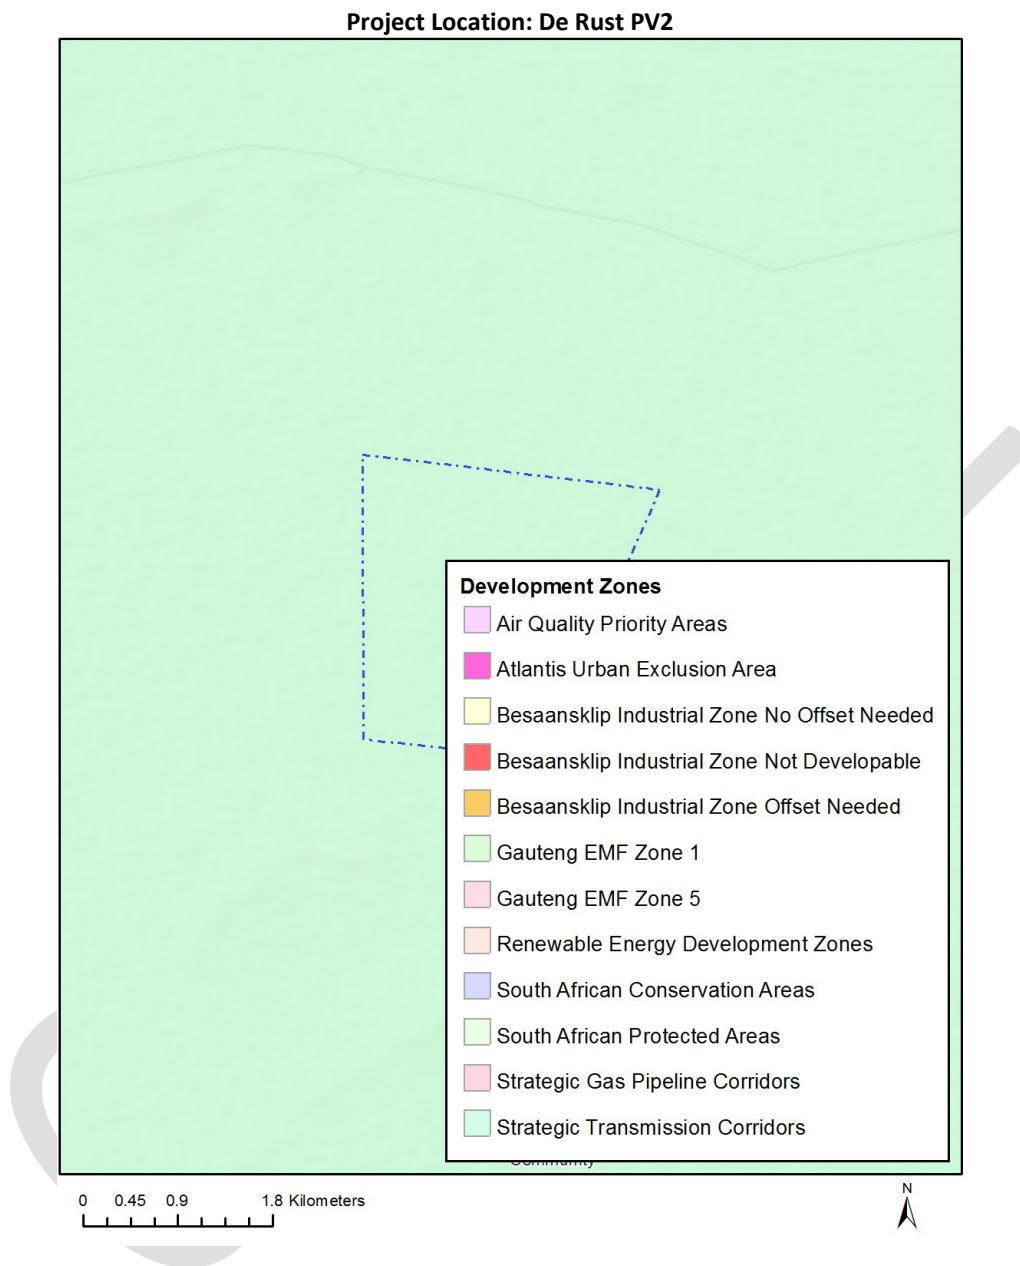 Project Location: De Rust PV2
Development Zones
Air Quality Priority Areas
Atlantis Urban Exclusion Area
Besaansklip Industrial Zone No Offset Needed
Besaansklip Industrial Zone Not Developable
Besaansklip Industrial Zone Offset Needed
Gauteng EMF Zone 1
Gauteng EMF Zone 5
Renewable Energy Development Zones
South African Conservation Areas
South African Protected Areas
Strategic Gas Pipeline Corridors
Strategic Transmission Corridors
Community
0 0.45 0.9 1.8 Kilometers
N